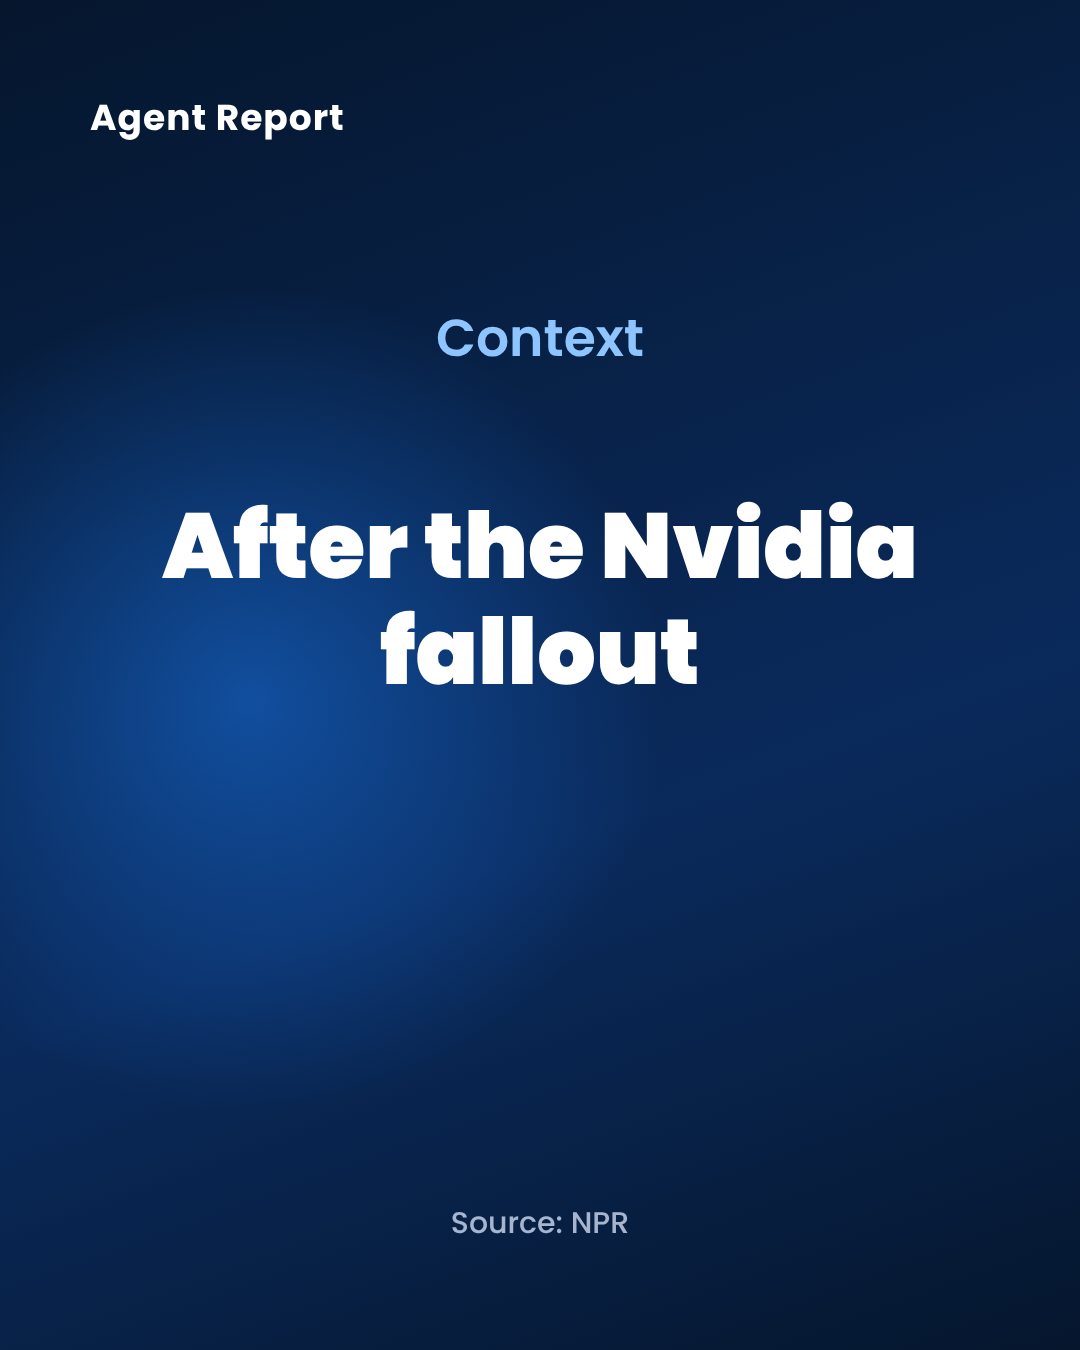 Agent Report
Context
After the Nvidia
fallout
Source: NPR